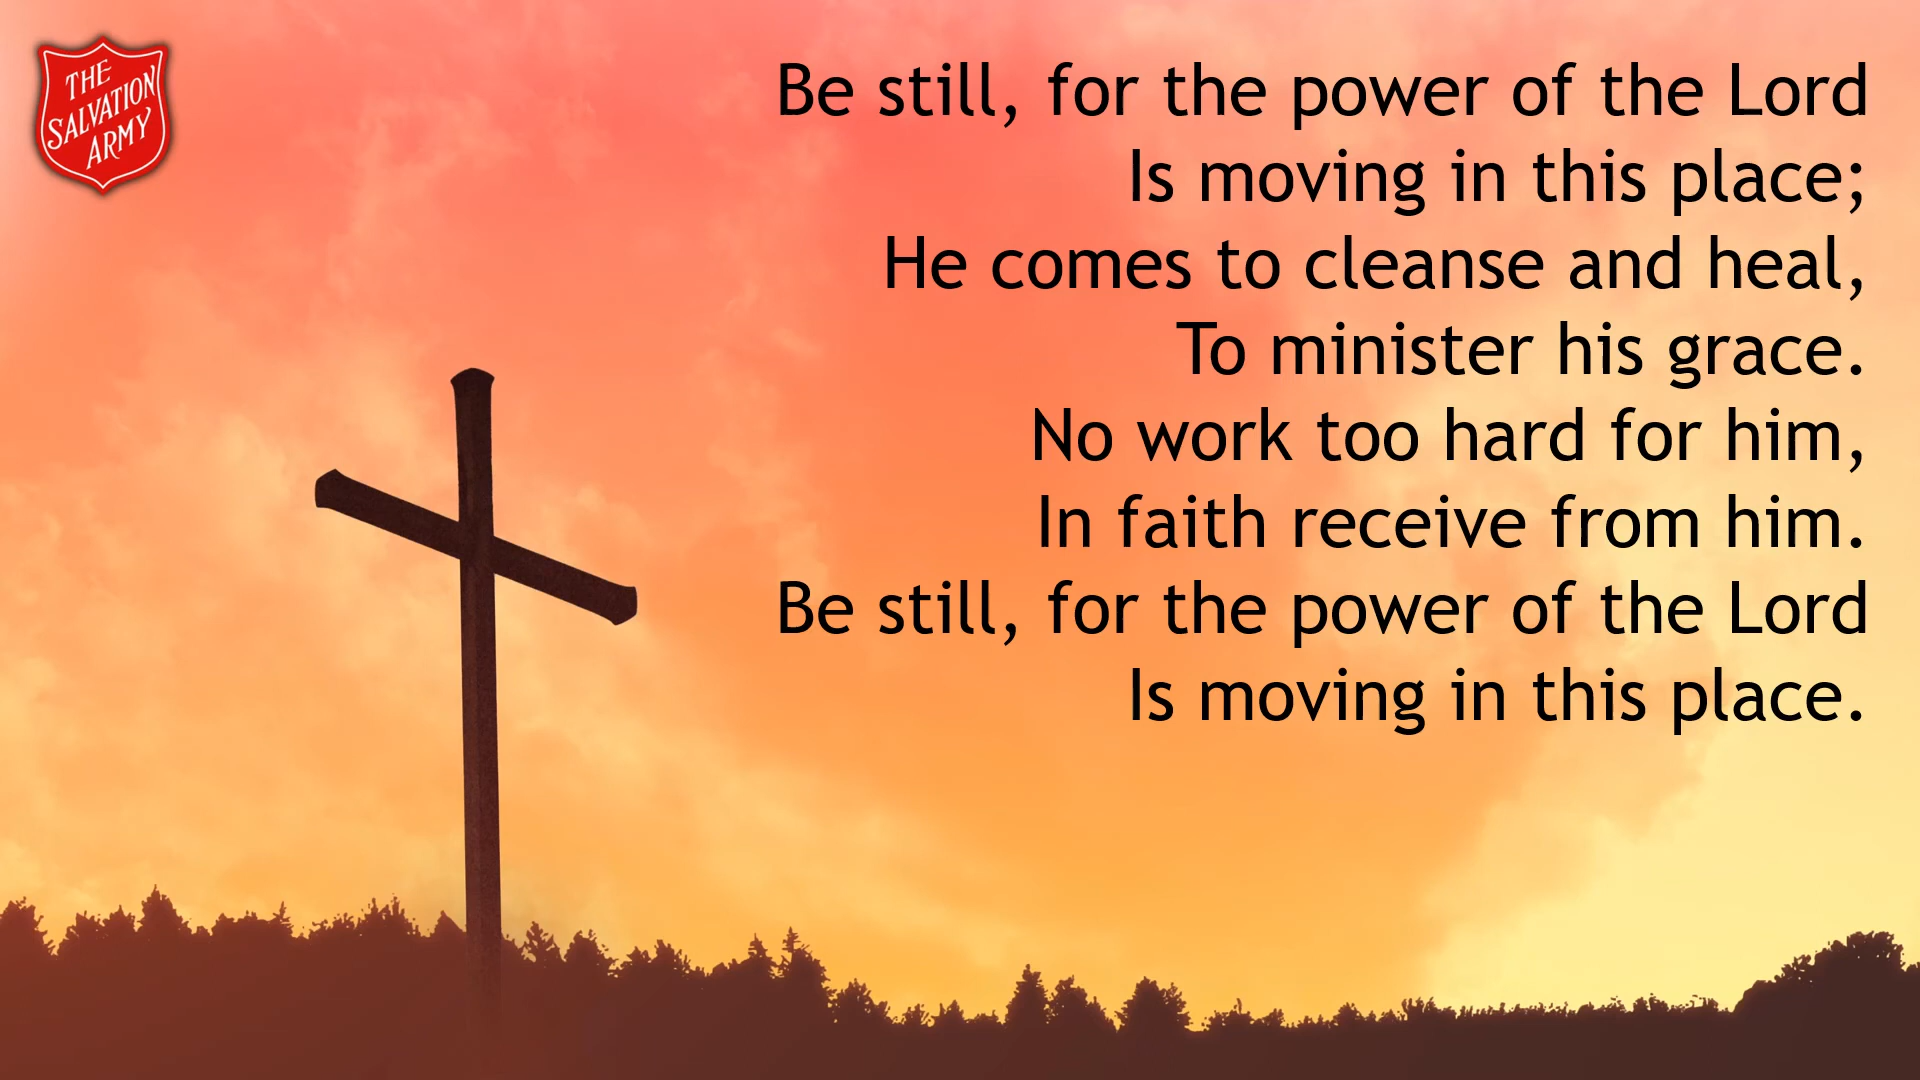 THE
SALVATION
ARMY
Be still, for the power of the Lord
Is moving in this place;
He comes to cleanse and heal,
To minister his grace.
No work too hard for him,
In faith receive from him.
Be still, for the power of the Lord
Is moving in this place.